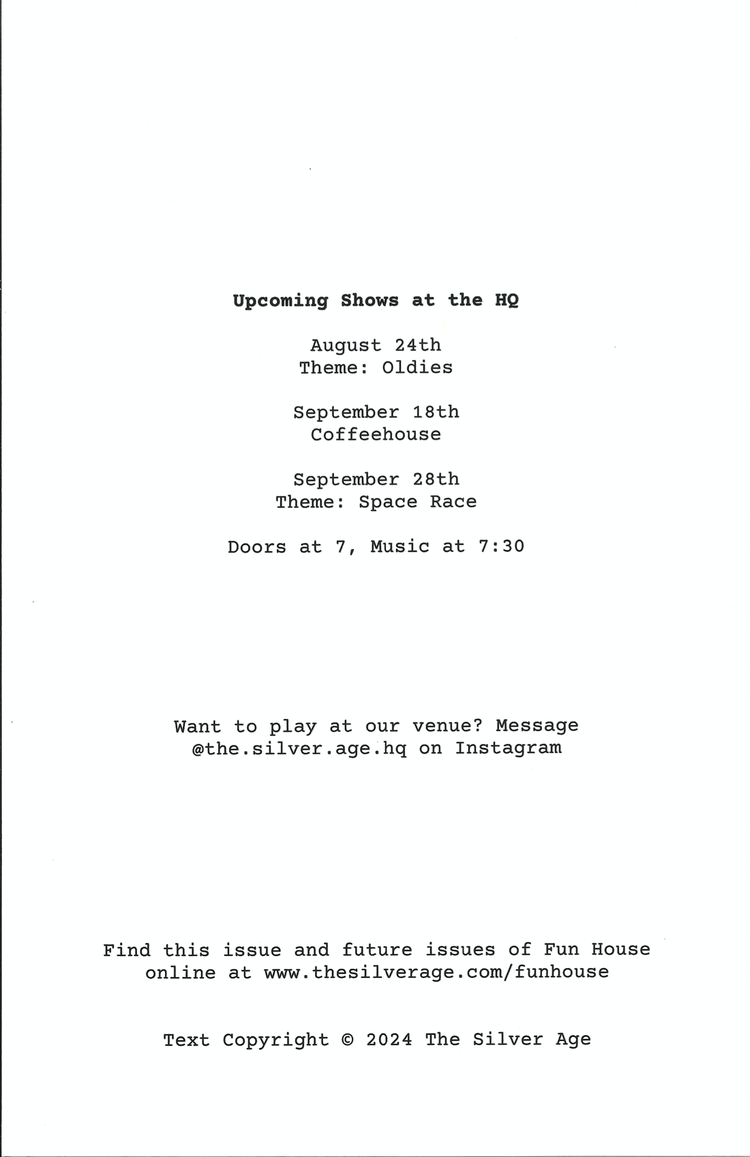 Upcoming Shows at the HQ
August 24th
Theme: Oldies
September 18th
Coffeehouse
September 28th
Theme: Space Race
Doors at 7, Music at 7:30
Want to play at our venue? Message
@the.silver.age.hq on Instagram
Find this issue and future issues of Fun House
online at www.thesilverage.com/funhouse
Text Copyright © 2024 The Silver Age